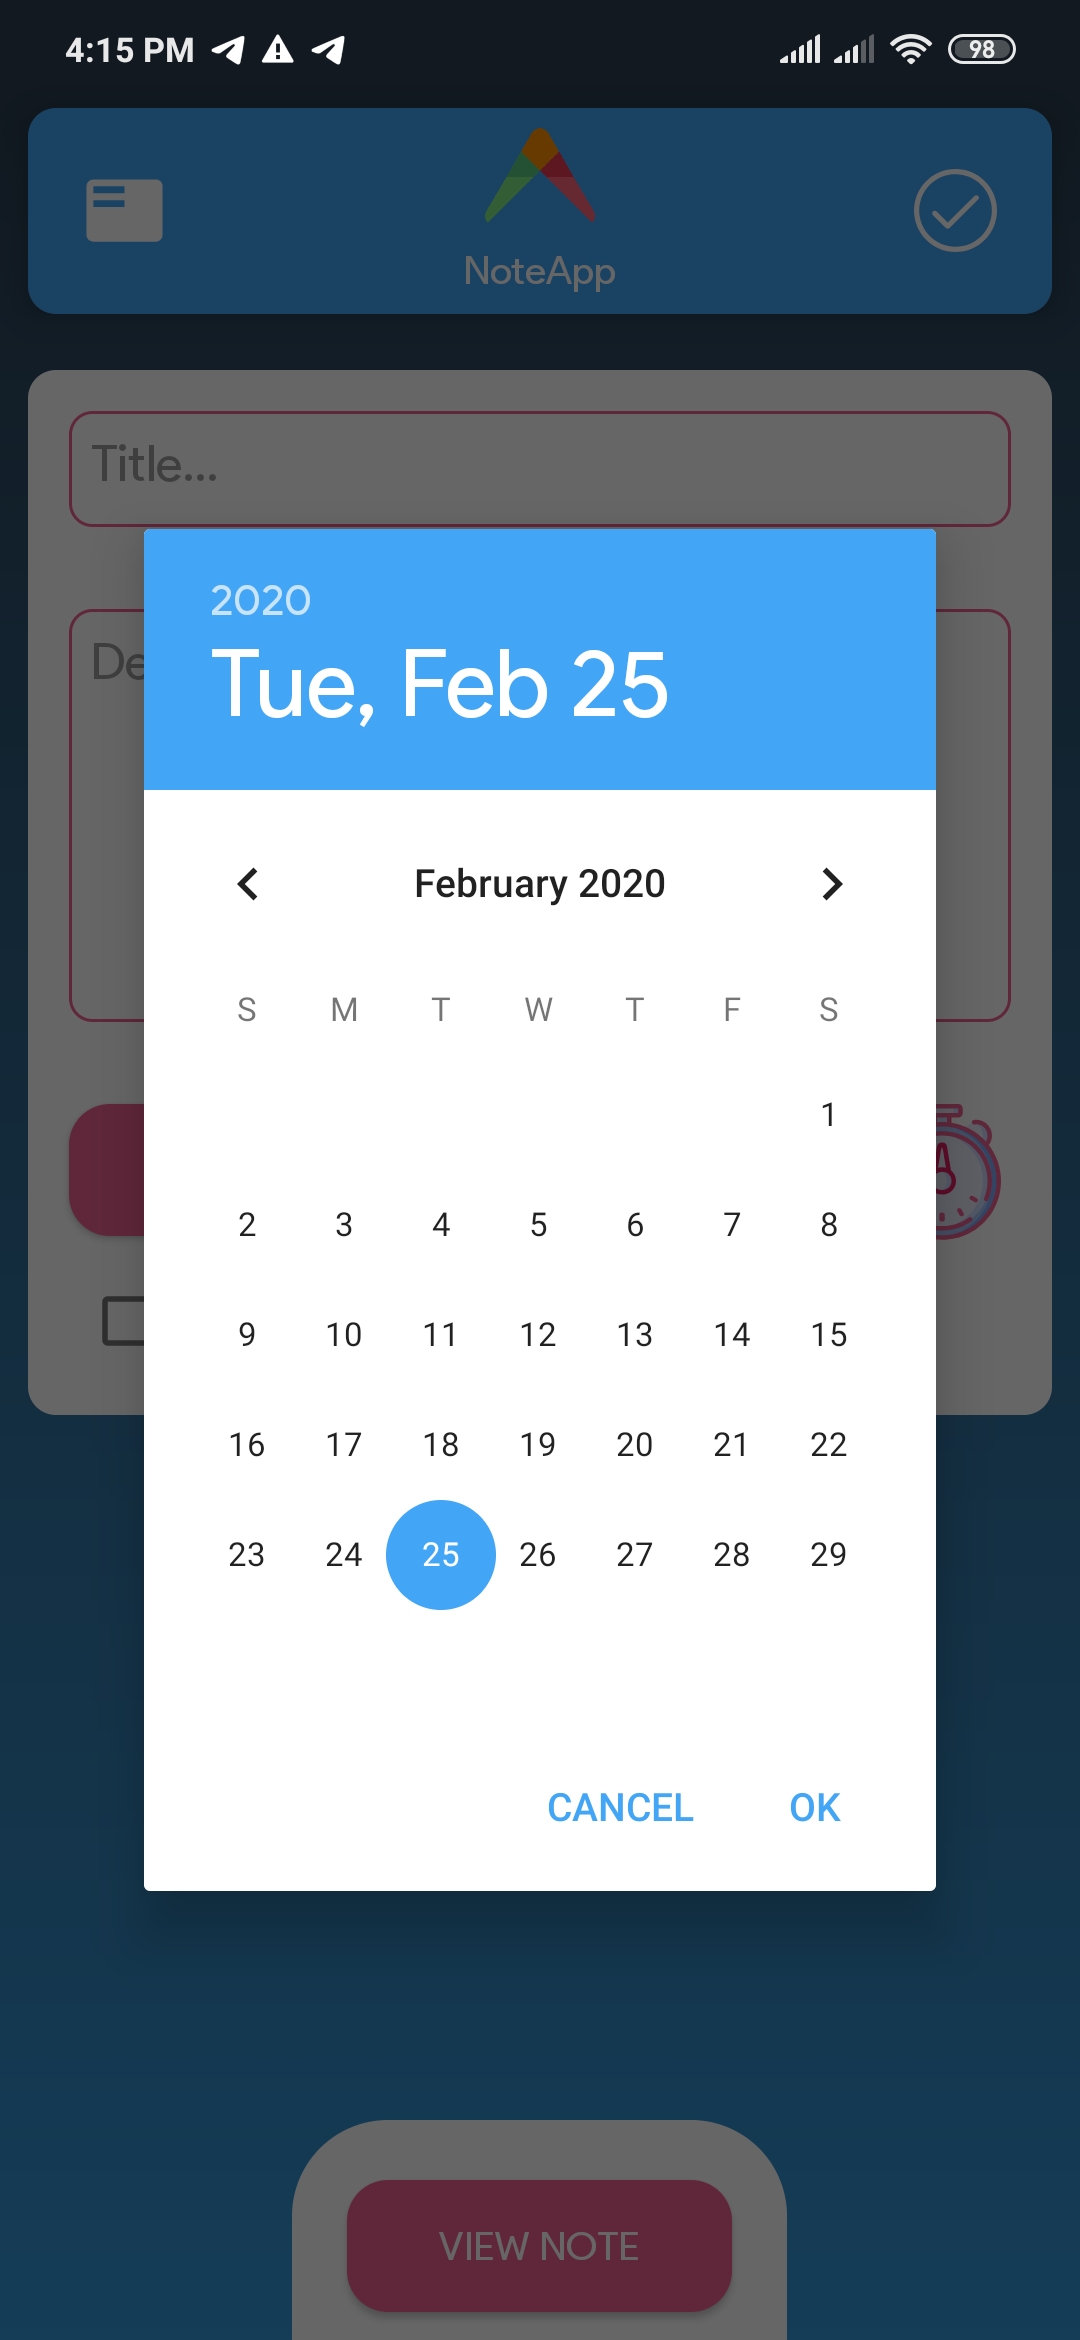 4:15 PM 98
NoteApp
Title...
De
2020
Tue, Feb 25
February 2020
S M T W T F S
1
2 3 4 5 6 7 8
9 10 11 12 13 14 15
16 17 18 19 20 21 22
23 24 25 26 27 28 29
CANCEL OK
VIEW NOTE